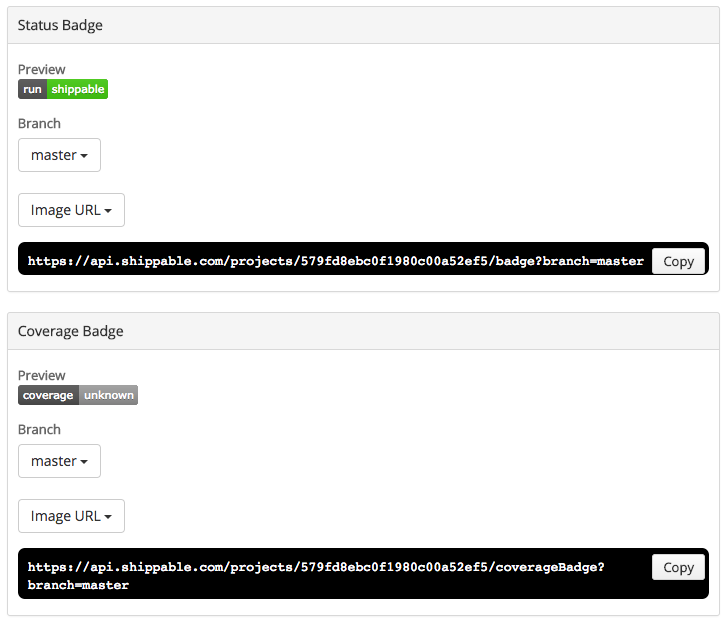 Status Badge
Preview
run shippable
Branch
master
Image URL
https://api.shippable.com/projects/579fd8ebc0f1980c00a52ef5/badge?branch=master Copy
Coverage Badge
Preview
coverage unknown
Branch
master
Image URL
https://api.shippable.com/projects/579fd8ebc0f1980c00a52ef5/coverageBadge? Copy
branch=master